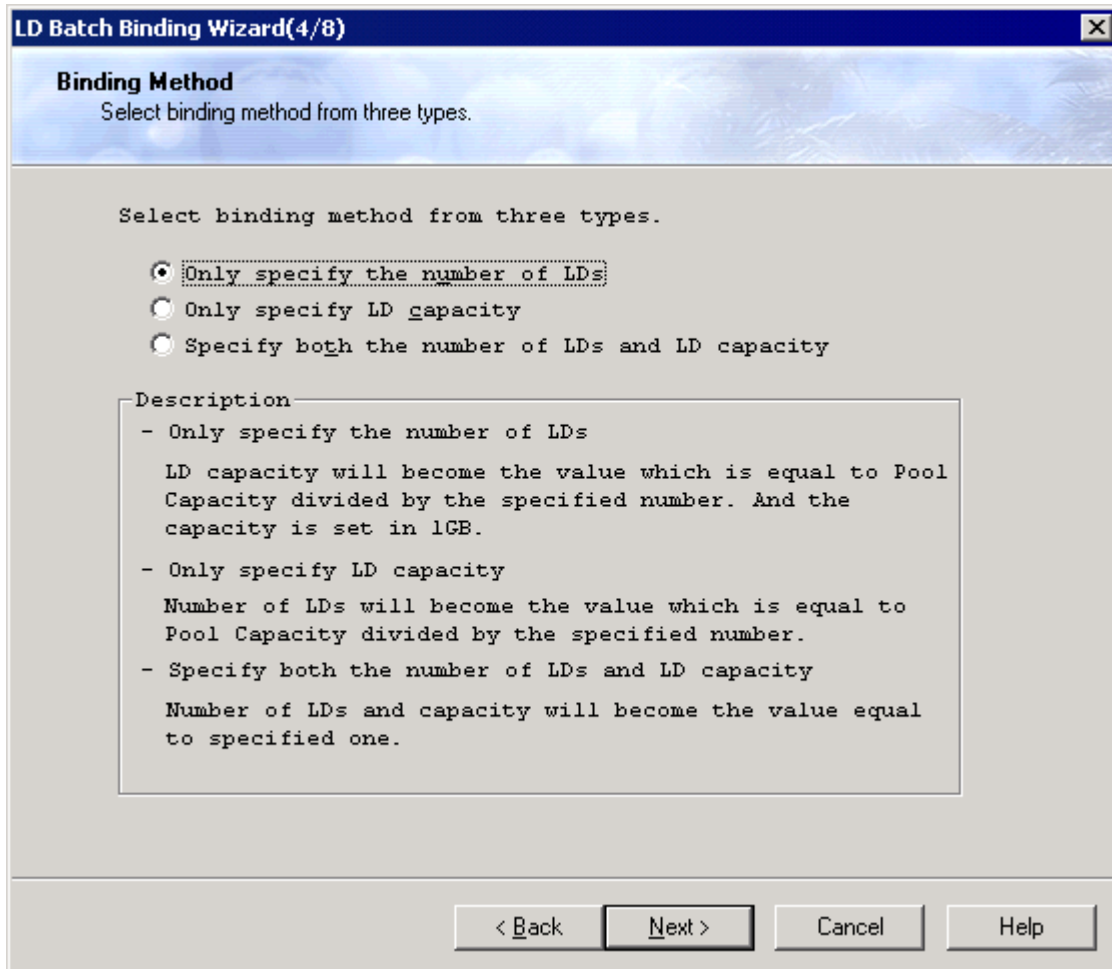 LD Batch Binding Wizard(4/8)
Binding Method
Select binding method from three types.
Select binding method from three types.
Only specify the number of LDs
Only specify LD capacity
Specify both the number of LDs and LD capacity
Description
- Only specify the number of LDs
LD capacity will become the value which is equal to Pool
Capacity divided by the specified number. And the
capacity is set in 1GB.
- Only specify LD capacity
Number of LDs will become the value which is equal to
Pool Capacity divided by the specified number.
- Specify both the number of LDs and LD capacity
Number of LDs and capacity will become the value equal
to specified one.
< Back
Next >
Cancel
Help